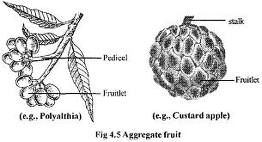 stalk
Pedicel
Fruitlet
Fruitlet
(e.g., Polyalthia)
(e.g., Custard apple)
Fig 4.5 Aggregate fruit